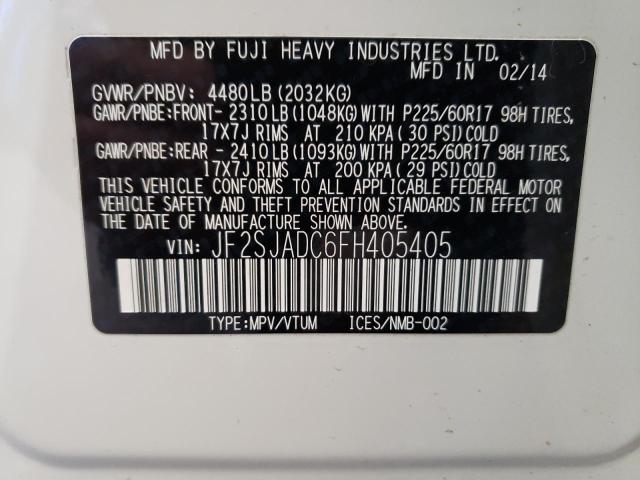 MFD BY FUJI HEAVY INDUSTRIES LTD.
MFD IN 02/14
GVWR/PNBV: 4480LB (2032KG)
GAWR/PNBE:FRONT- 2310LB(1048KG)WITH P225/60R17 98H TIRES,
17X7J RIMS AT 210 KPA( 30 PSI)COLD
GAWR/PNBE:REAR - 2410LB(1093KG)WITH P225/60R17 98H TIRES,
17X7J RIMS AT 200 KPA( 29 PSI)COLD
THIS VEHICLE CONFORMS TO ALL APPLICABLE FEDERAL MOTOR
VEHICLE SAFETY AND THEFT PREVENTION STANDARDS IN EFFECT ON
THE DATE OF MANUFACTURE SHOWN ABOVE.
VIN: JF2SJADC6FH405405
TYPE:MPV/VTUM ICES/NMB-002